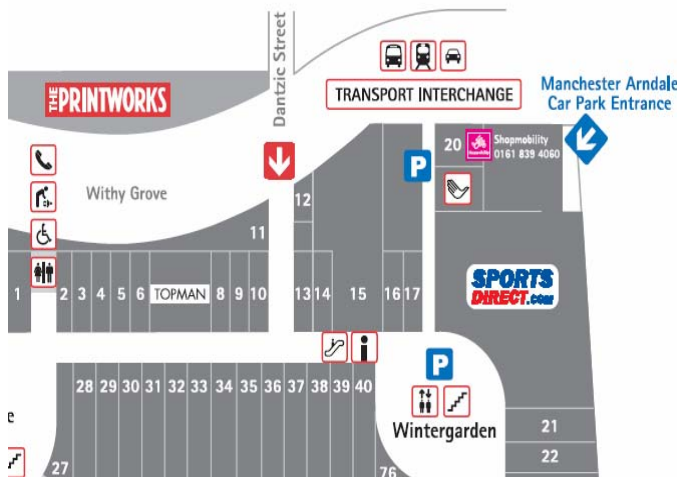 Dantzic Street
THE PRINTWORKS
TRANSPORT INTERCHANGE
Manchester Arndale
Car Park Entrance
20
Shopmobility
0161 839 4060
P
Withy Grove
12
11
1
2 3 4 5 6 TOPMAN 8 9 10 13 14 15 16 17
SPORTS
DIRECT.com
P
28 29 30 31 32 33 34 35 36 37 38 39 40
Wintergarden
21
22
e
27
76